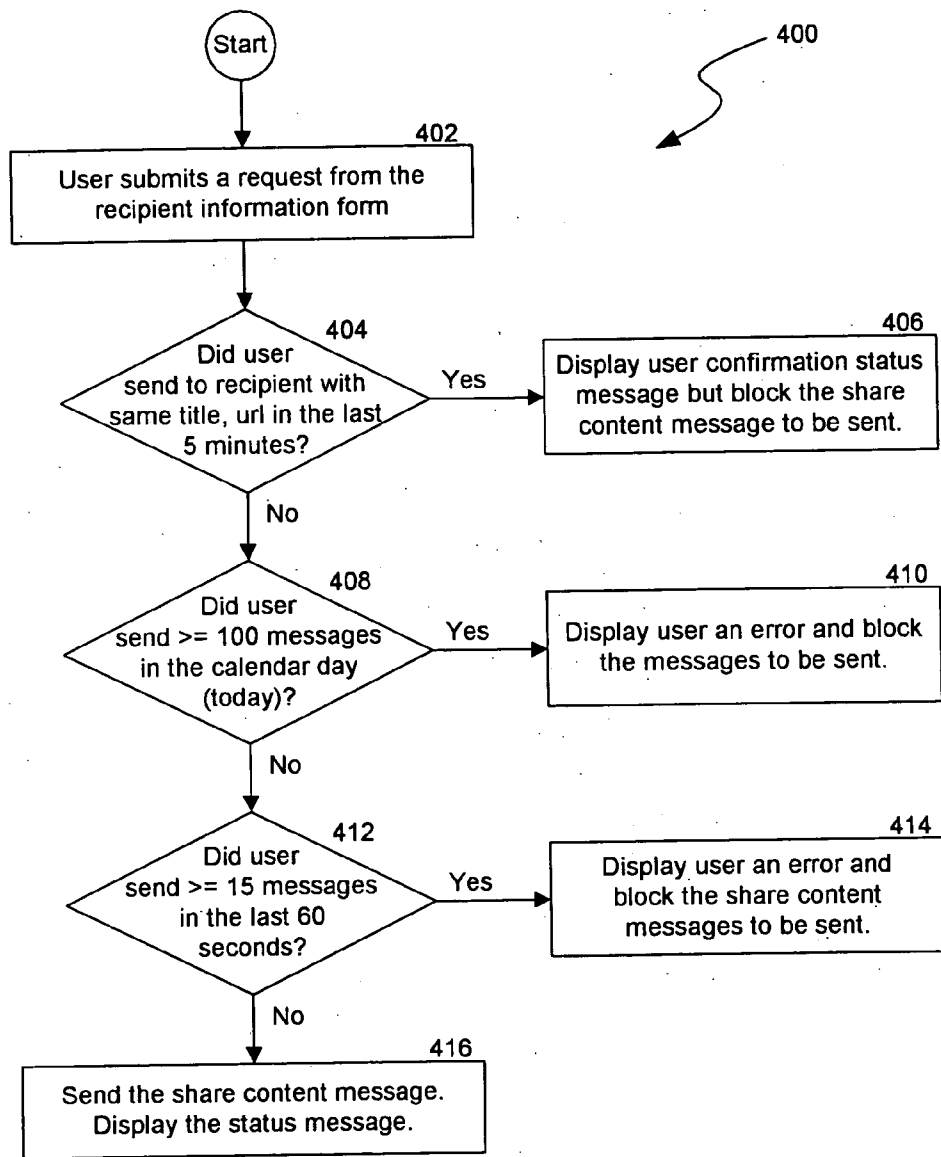 Start
400
402
User submits a request from the
recipient information form
404
Did user
send to recipient with
same title, url in the last
5 minutes?
Yes
406
Display user confirmation status
message but block the share
content message to be sent.
No
408
Did user
send >= 100 messages
in the calendar day
(today)?
Yes
410
Display user an error and block
the messages to be sent.
No
412
Did user
send >= 15 messages
in the last 60
seconds?
Yes
414
Display user an error and
block the share content
messages to be sent.
No
416
Send the share content message.
Display the status message.